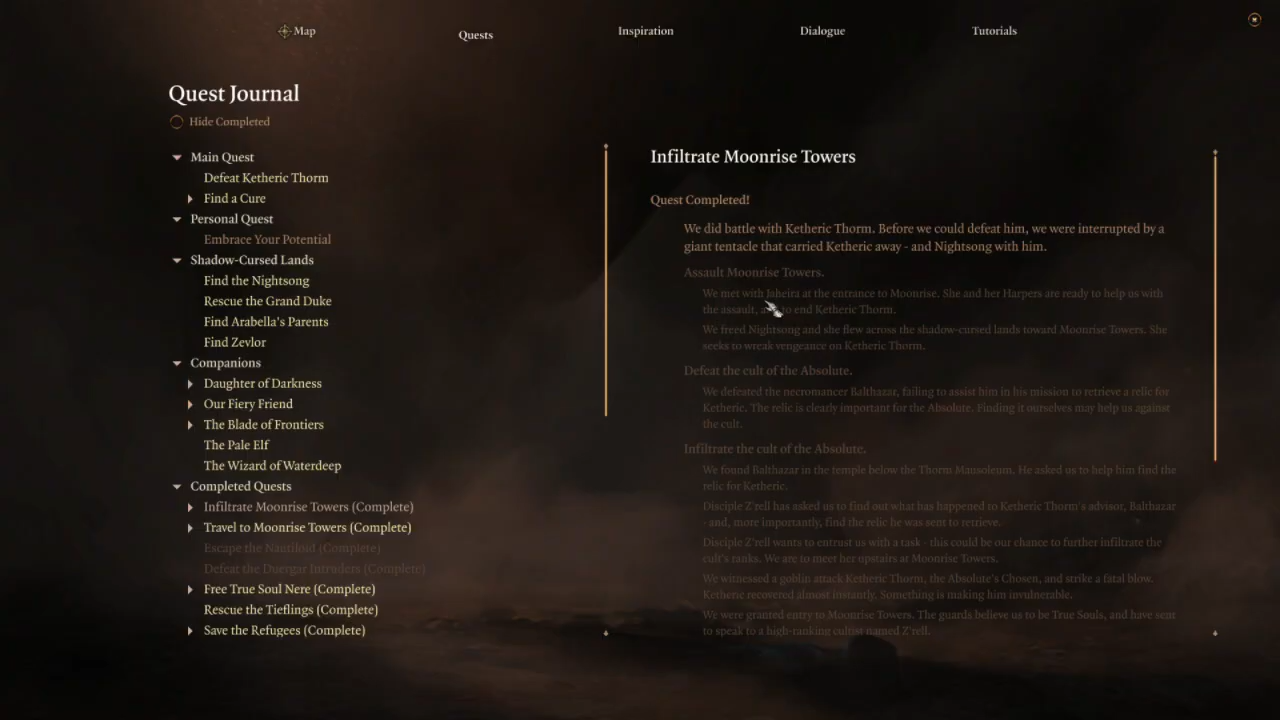 Map
Quests
Inspiration
Dialogue
Tutorials
Quest Journal
Hide Completed
Main Quest
Defeat Ketheric Thorm
Find a Cure
Personal Quest
Embrace Your Potential
Shadow-Cursed Lands
Find the Nightsong
Rescue the Grand Duke
Find Arabella's Parents
Find Zevlor
Companions
Daughter of Darkness
Our Fiery Friend
The Blade of Frontiers
The Pale Elf
The Wizard of Waterdeep
Completed Quests
Infiltrate Moonrise Towers (Complete)
Travel to Moonrise Towers (Complete)
Escape the Nautiloid (Complete)
Defeat the Duergar Intruders (Complete)
Free True Soul Nere (Complete)
Rescue the Tieflings (Complete)
Save the Refugees (Complete)
Infiltrate Moonrise Towers
Quest Completed!
We did battle with Ketheric Thorm. Before we could defeat him, we were interrupted by a
giant tentacle that carried Ketheric away - and Nightsong with him.
Assault Moonrise Towers.
We met with Jaheira at the entrance to Moonrise. She and her Harpers are ready to help us with
the assault, end Ketheric Thorm.
We freed Nightsong and she flew across the shadow-cursed lands toward Moonrise Towers. She
seeks to wreak vengeance on Ketheric Thorm.
Defeat the cult of the Absolute.
We defeated the necromancer Balthazar, failing to assist him in his mission to retrieve a relic for
Ketheric. The relic is clearly important for the Absolute. Finding it ourselves may help us against
the cult.
Infiltrate the cult of the Absolute.
We found Balthazar in the temple below the Thorm Mausoleum. He asked us to help him find the
relic for Ketheric.
Disciple Z'rell has asked us to find out what has happened to Ketheric Thorm's advisor, Balthazar
- and, more importantly, find the relic he was sent to retrieve.
Disciple Z'rell wants to entrust us with a task - this could be our chance to further infiltrate the
cult's ranks. We are to meet her upstairs at Moonrise Towers.
We witnessed a goblin attack Ketheric Thorm, the Absolute's Chosen, and strike a fatal blow.
Ketheric recovered almost instantly. Something is making him invulnerable.
We were granted entry to Moonrise Towers. The guards believe us to be True Souls, and have sent
to speak to a high-ranking cultist named Z'rell.